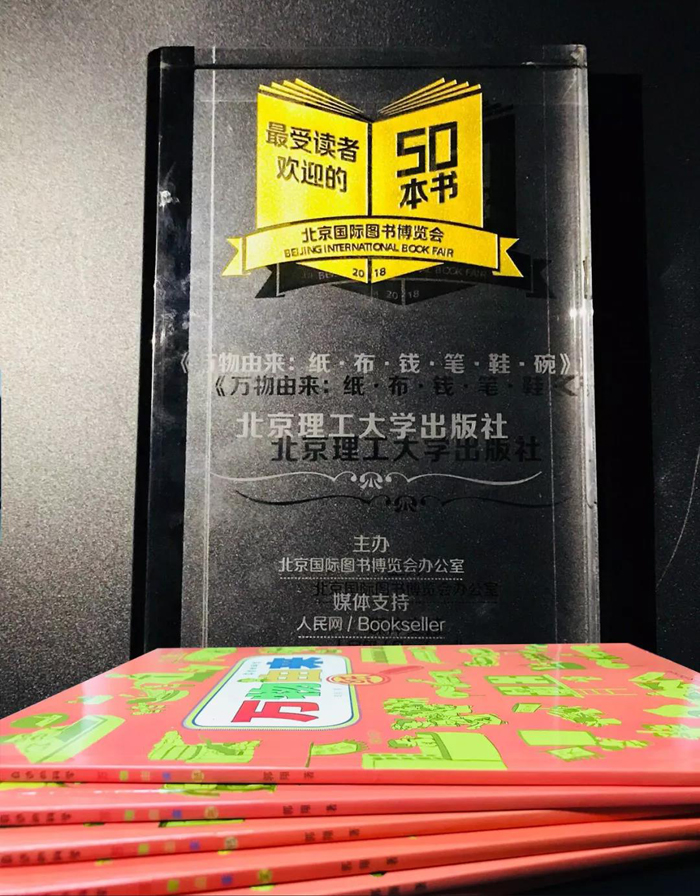 最受读者
欢迎的
50
本书
北京国际图书博览会
BEIJING INTERNATIONAL BOOK FAIR
20 18
《万物由来：纸·布·钱·笔·鞋·碗》
北京理工大学出版社
主办
北京国际图书博览会办公室
媒体支持
人民网 / Bookseller
万物由来